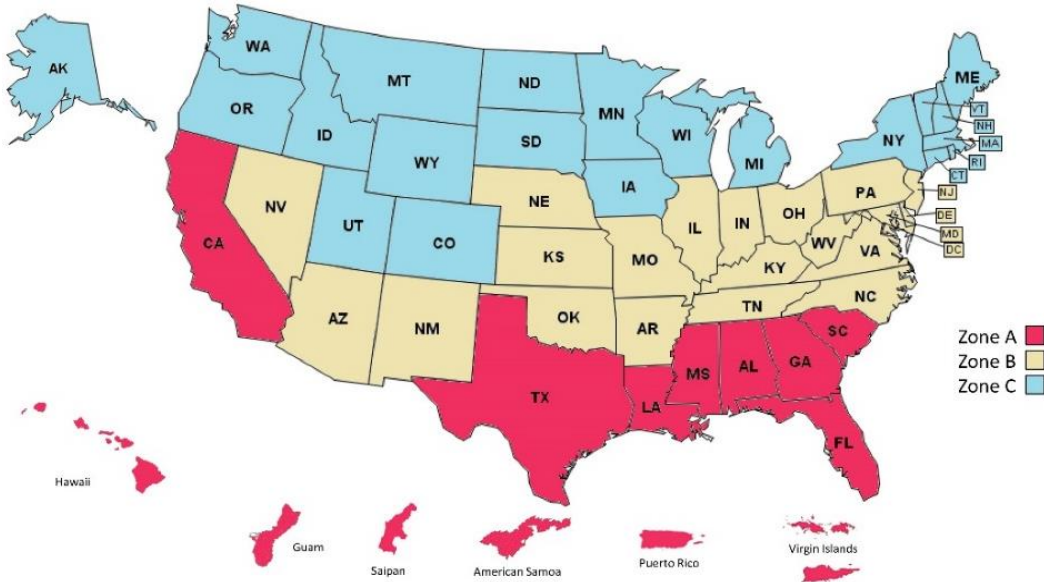 AK
WA
MT
ND
MN
ME
VT
NH
MA
RI
CT
OR
ID
WY
SD
WI
MI
NY
IA
NE
PA
NJ
DE
MD
DC
NV
UT
CO
IL
IN
OH
WV
VA
CA
KS
MO
KY
NC
AZ
NM
OK
AR
TN
SC
TX
LA
MS
AL
GA
FL
Zone A
Zone B
Zone C
Hawaii
Guam
Saipan
American Samoa
Puerto Rico
Virgin Islands